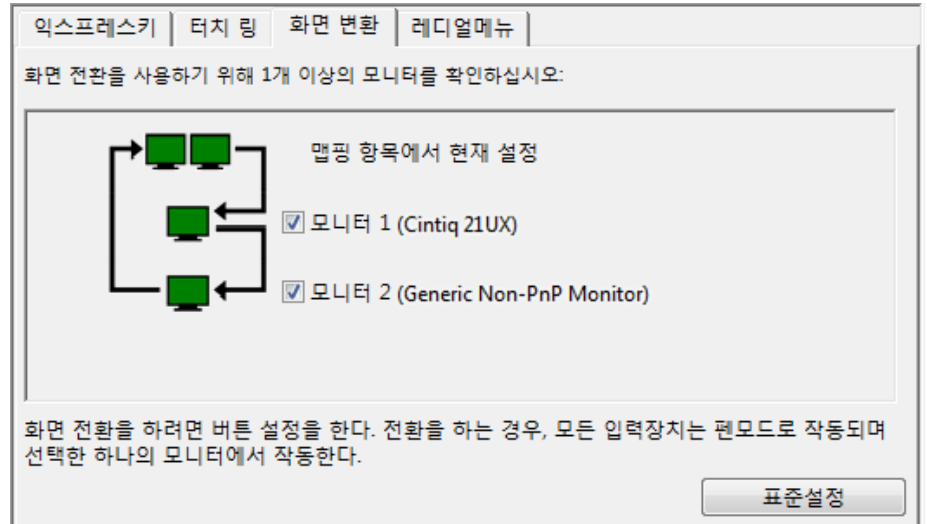 익스프레스키 터치 링 화면 변환 레디얼메뉴
화면 전환을 사용하기 위해 1개 이상의 모니터를 확인하십시오:
맵핑 항목에서 현재 설정
모니터 1 (Cintiq 21UX)
모니터 2 (Generic Non-PnP Monitor)
화면 전환을 하려면 버튼 설정을 한다. 전환을 하는 경우, 모든 입력장치는 펜모드로 작동되며
선택한 하나의 모니터에서 작동한다.
표준설정